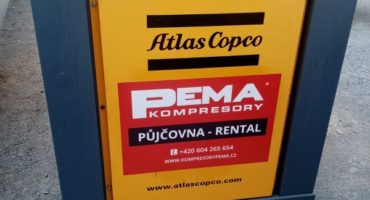 Atlas Copco
PEMA
KOMPRESORY
PŮJČOVNA - RENTAL
+420 604 265 654
WWW.KOMPRESORYPEMA.CZ
www.atlascopco.com